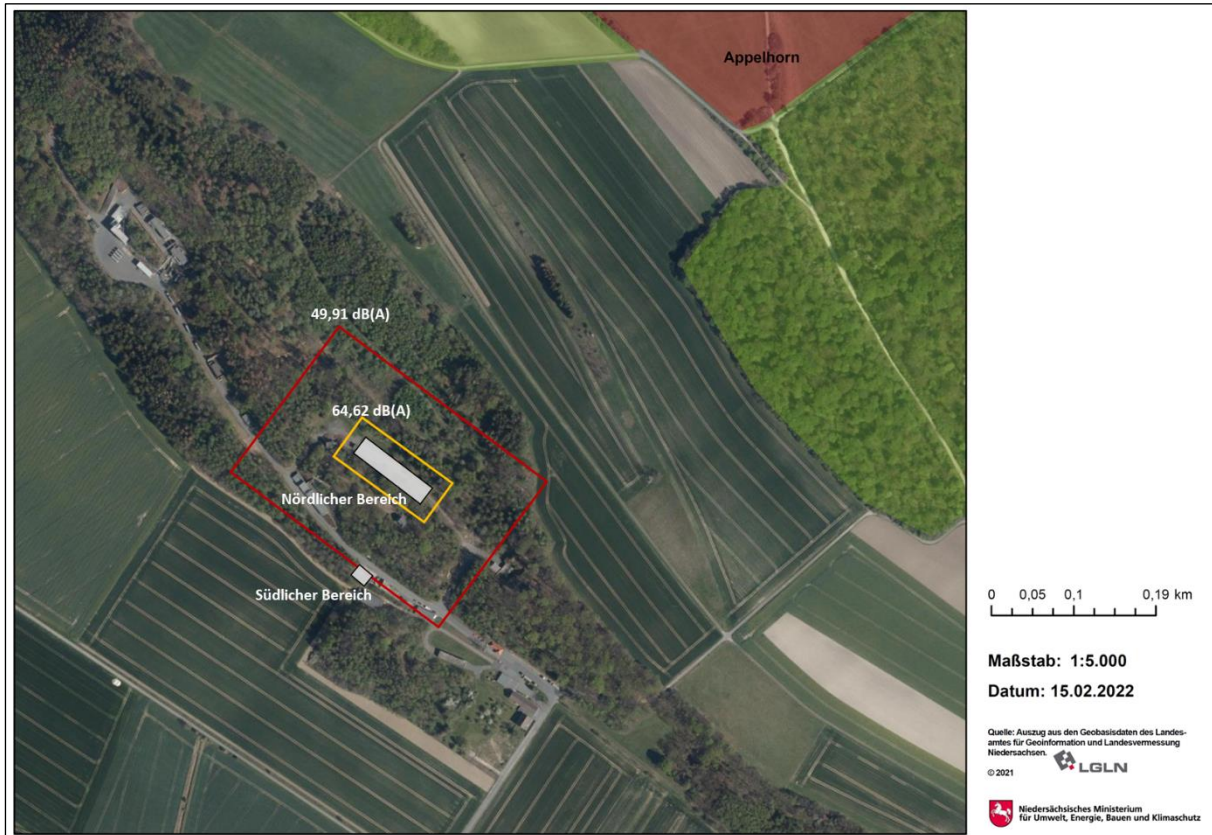 Appelhorn
49,91 dB(A)
64,62 dB(A)
Nördlicher Bereich
Südlicher Bereich
0 0,05 0,1 0,19 km
Maßstab: 1:5.000
Datum: 15.02.2022
Quelle: Auszug aus den Geobasisdaten des Landes-
amtes für Geoinformation und Landesvermessung
Niedersachsen.
© 2021 LGLN
Niedersächsisches Ministerium
für Umwelt, Energie, Bauen und Klimaschutz